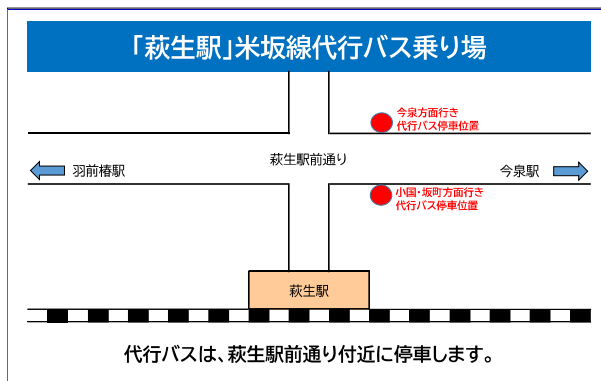 「萩生駅」米坂線代行バス乗り場
今泉方面行き
代行バス停車位置
萩生駅前通り
羽前椿駅
今泉駅
小国・坂町方面行き
代行バス停車位置
萩生駅
代行バスは、萩生駅前通り付近に停車します。